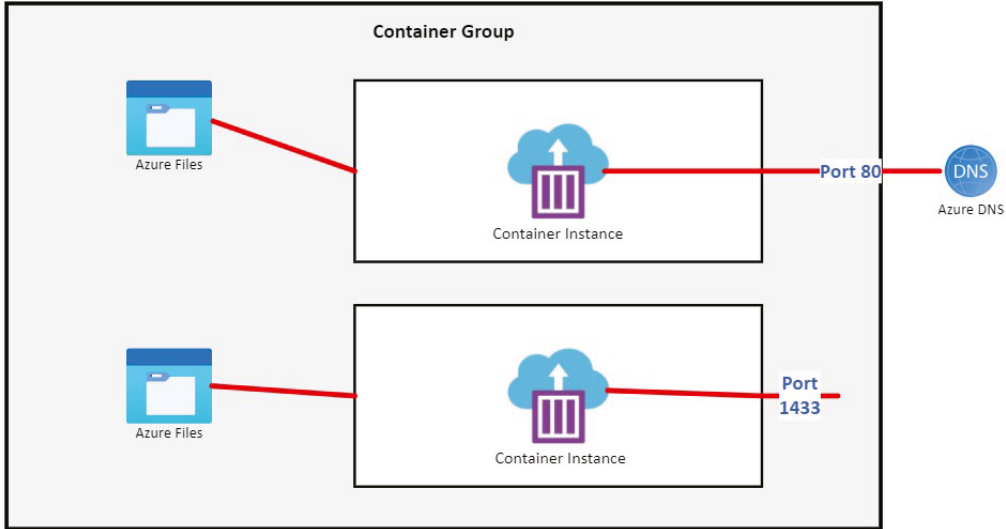 Container Group
Azure Files
Container Instance
Port 80
DNS
Azure DNS
Azure Files
Container Instance
Port
1433